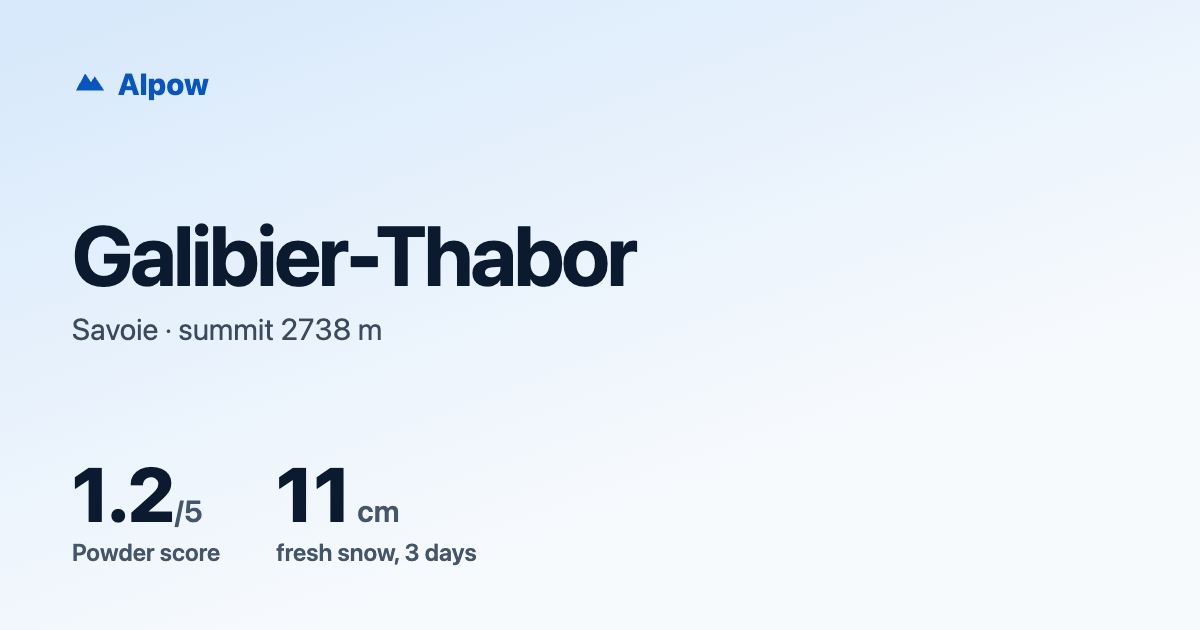 Alpow
Galibier-Thabor
Savoie · summit 2738 m
1.2/5
Powder score
11 cm
fresh snow, 3 days